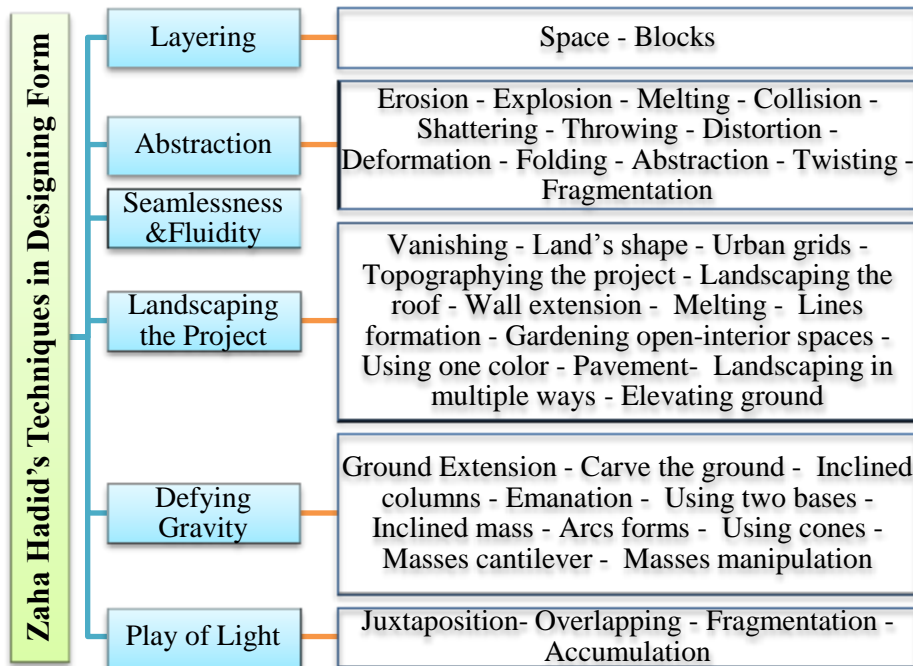 Zaha Hadid's Techniques in Designing Form
Layering
Space - Blocks
Abstraction
Erosion - Explosion - Melting - Collision -
Shattering - Throwing - Distortion -
Deformation - Folding - Abstraction - Twisting -
Fragmentation
Seamlessness
&Fluidity
Landscaping
the Project
Vanishing - Land's shape - Urban grids -
Topographying the project - Landscaping the
roof - Wall extension - Melting - Lines
formation - Gardening open-interior spaces -
Using one color - Pavement- Landscaping in
multiple ways - Elevating ground
Defying
Gravity
Ground Extension - Carve the ground - Inclined
columns - Emanation - Using two bases -
Inclined mass - Arcs forms - Using cones -
Masses cantilever - Masses manipulation
Play of Light
Juxtaposition- Overlapping - Fragmentation -
Accumulation